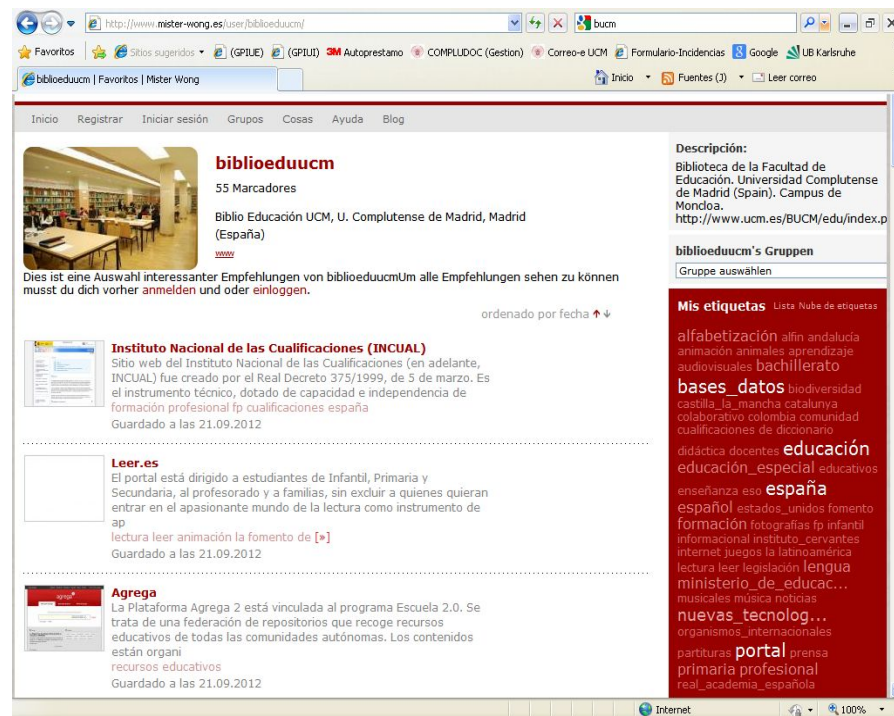 http://www.mister-wong.es/user/biblioeduucm/
bucm
Favoritos
Sitios sugeridos
(GPIUE)
(GPIUI)
3M Autoprestamo
COMPLUDOC (Gestion)
Correo-e UCM
Formulario-Incidencias
Google
UB Karlsruhe
biblioeduucm | Favoritos | Mister Wong
Inicio
Fuentes (J)
Leer correo
Inicio Registrar Iniciar sesión Grupos Cosas Ayuda Blog
biblioeduucm
55 Marcadores
Biblio Educación UCM, U. Complutense de Madrid, Madrid
(España)
www
Dies ist eine Auswahl interessanter Empfehlungen von biblioeduucmUm alle Empfehlungen sehen zu können
musst du dich vorher anmelden und oder einloggen.
ordenado por fecha
Instituto Nacional de las Cualificaciones (INCUAL)
Sitio web del Instituto Nacional de las Cualificaciones (en adelante,
INCUAL) fue creado por el Real Decreto 375/1999, de 5 de marzo. Es
el instrumento técnico, dotado de capacidad e independencia de
formación profesional fp cualificaciones españa
Guardado a las 21.09.2012
Leer.es
El portal está dirigido a estudiantes de Infantil, Primaria y
Secundaria, al profesorado y a familias, sin excluir a quienes quieran
entrar en el apasionante mundo de la lectura como instrumento de
ap
lectura leer animación la fomento de [»]
Guardado a las 21.09.2012
agrega
Agrega
La Plataforma Agrega 2 está vinculada al programa Escuela 2.0. Se
trata de una federación de repositorios que recoge recursos
educativos de todas las comunidades autónomas. Los contenidos
están organi
recursos educativos
Guardado a las 21.09.2012
Descripción:
Biblioteca de la Facultad de
Educación. Universidad Complutense
de Madrid (Spain). Campus de
Moncloa.
http://www.ucm.es/BUCM/edu/index.p
biblioeduucm's Gruppen
Gruppe auswählen
Mis etiquetas Lista Nube de etiquetas
alfabetización alfin andalucía
animación animales aprendizaje
audiovisuales bachillerato
bases_datos biodiversidad
castilla_la_mancha catalunya
colaborativo colombia comunidad
cualificaciones de diccionario
didáctica docentes educación
educación_especial educativos
enseñanza eso españa
español estados_unidos fomento
formación fotografías fp infantil
informacional instituto_cervantes
internet juegos la latinoamérica
lectura leer legislación lengua
ministerio_de_educac...
musicales música noticias
nuevas_tecnolog...
organismos_internacionales
partituras portal prensa
primaria profesional
real_academia_española
Internet
100%